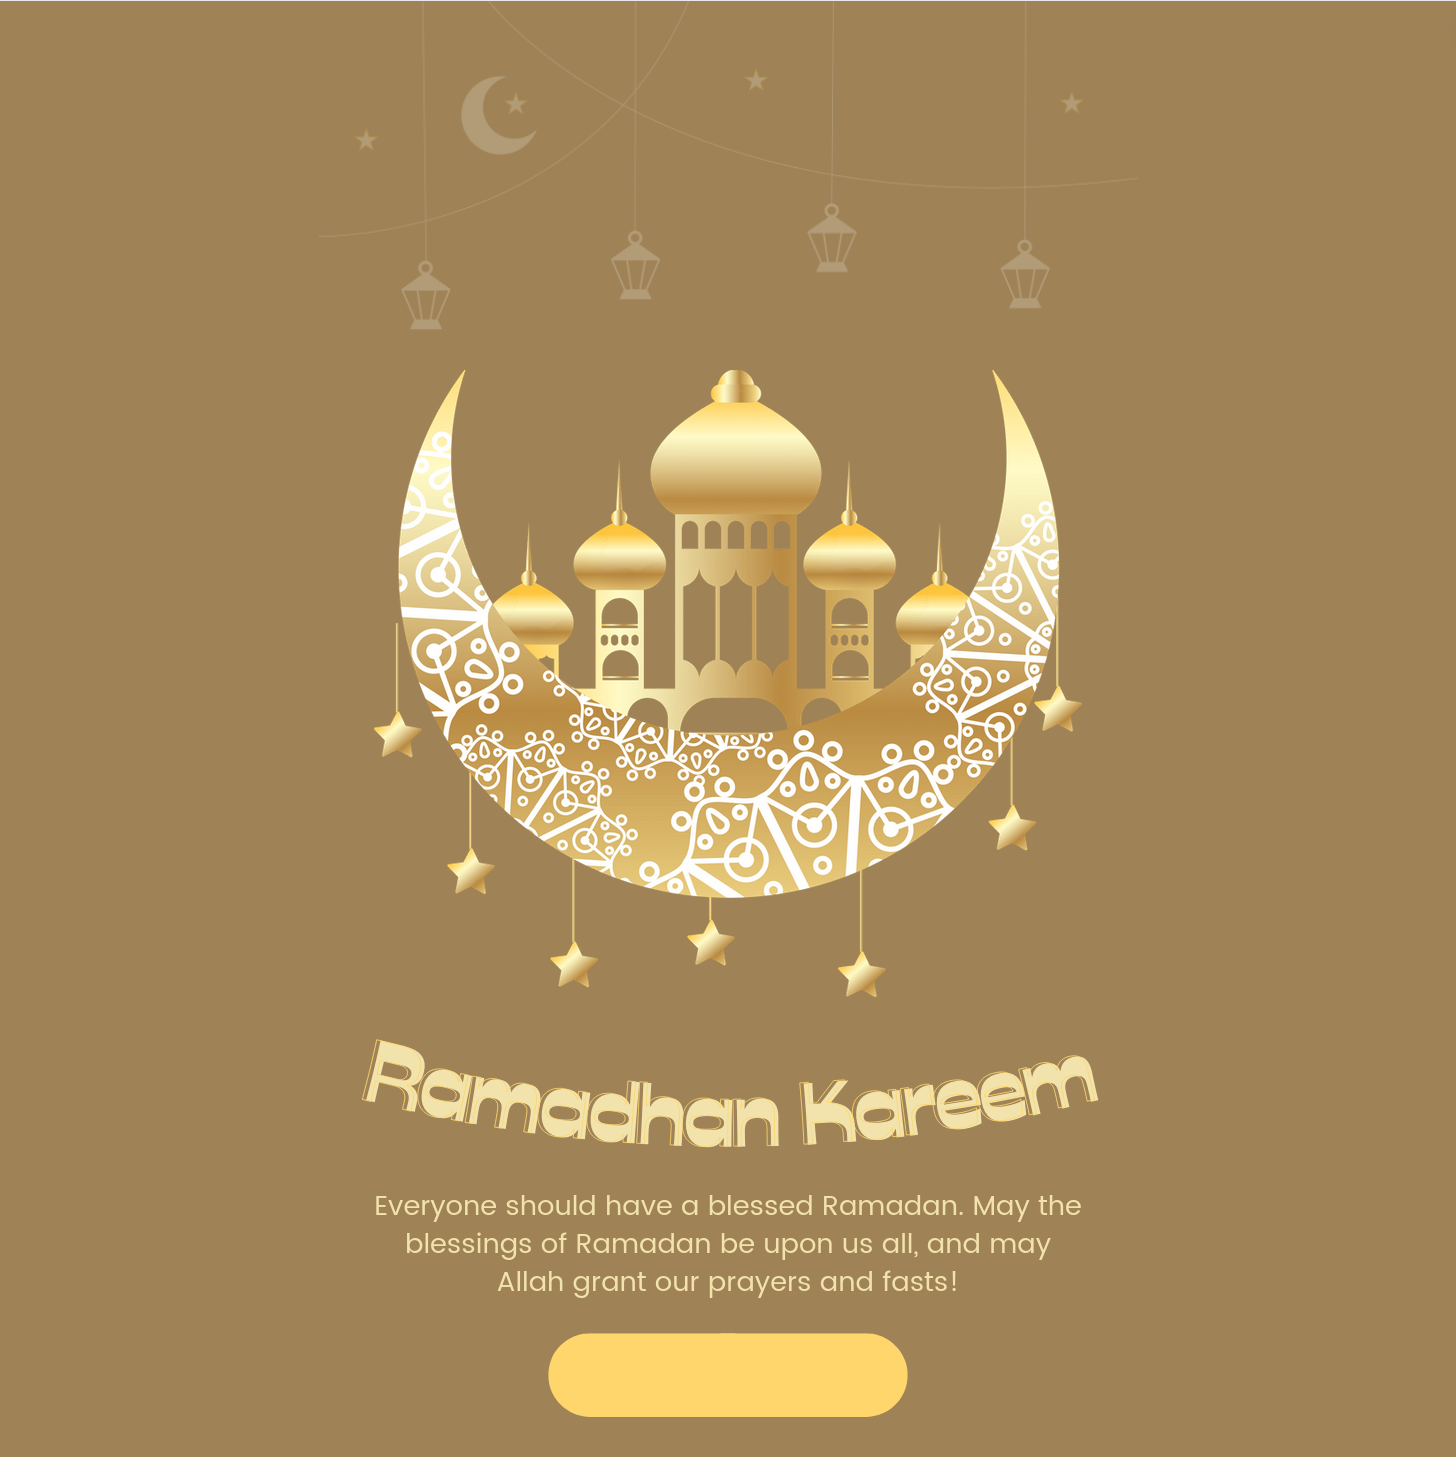 Ramadhan Kareem
Everyone should have a blessed Ramadan. May the
blessings of Ramadan be upon us all, and may
Allah grant our prayers and fasts!